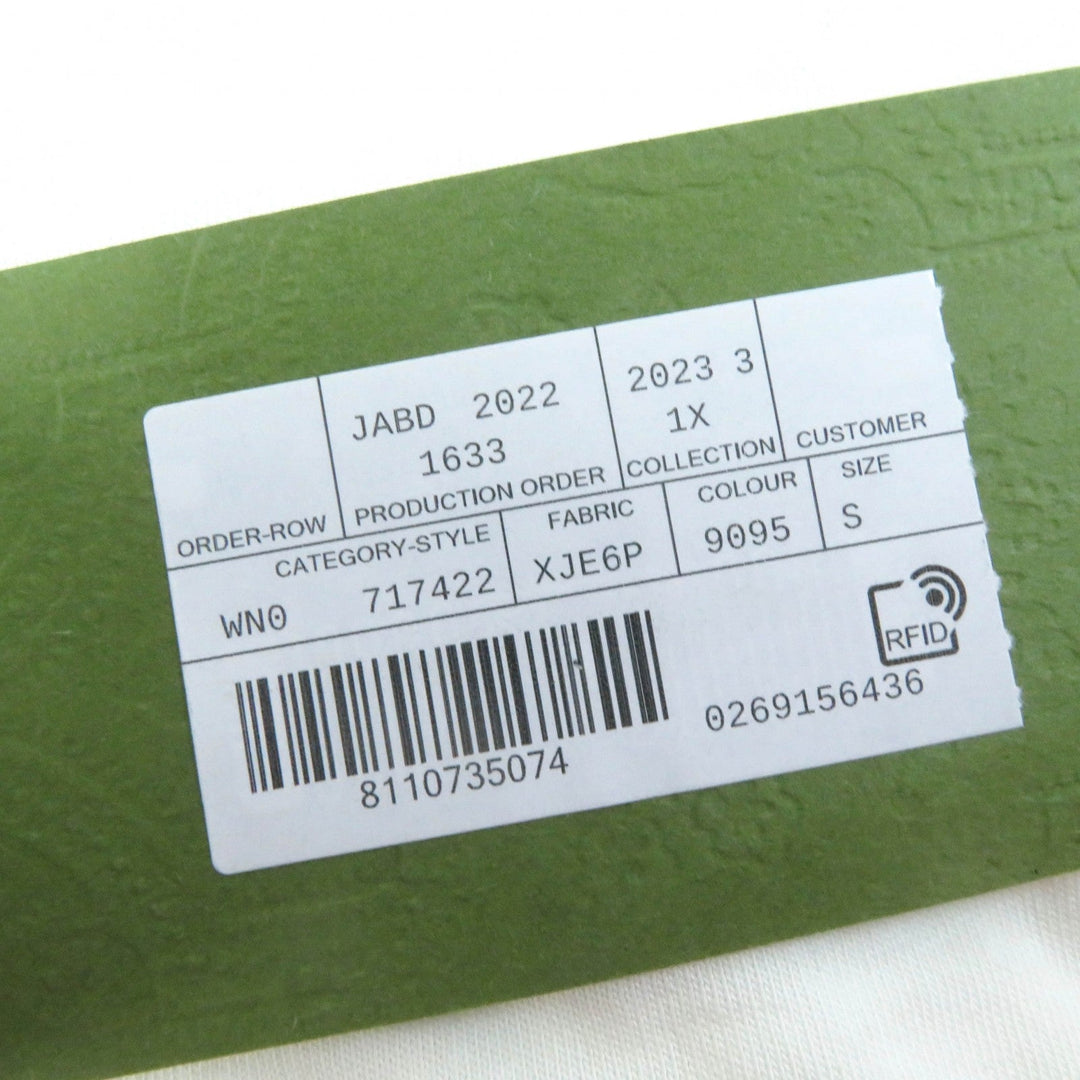 JABD 2022
1633
2023 3
1X
ORDER-ROW
PRODUCTION ORDER
COLLECTION
CUSTOMER
CATEGORY-STYLE
FABRIC
COLOUR
SIZE
WN0 717422
XJE6P
9095
S
RFID
8110735074
0269156436